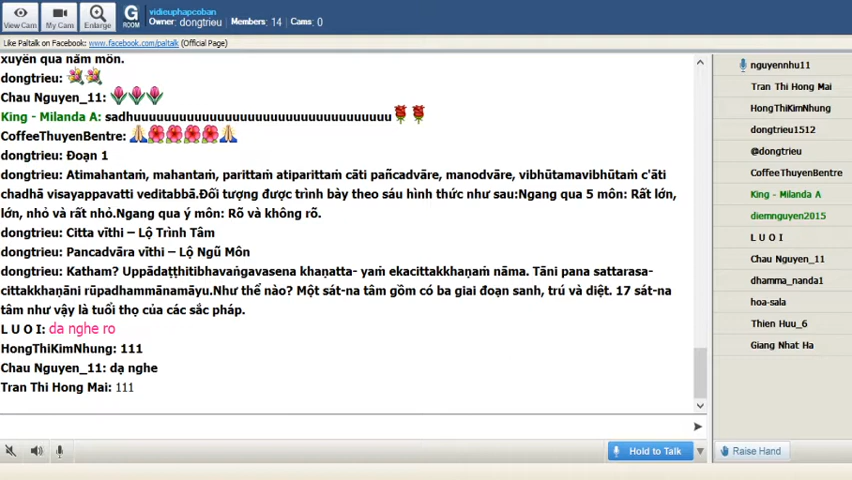 vidieuphapcoban
Owner: dongtrieu Members: 14 Cams: 0
View Cam My Cam Enlarge G ROOM
Like Paltalk on Facebook: www.facebook.com/paltalk (Official Page)
xuyên qua năm môn.
dongtrieu:
Chau Nguyen_11:
King - Milanda A: sadhuuuuuuuuuuuuuuuuuuuuuuuuuuuuuuuuuuu
CoffeeThuyenBentre:
dongtrieu: Đoạn 1
dongtrieu: Atimahantaṁ, mahantaṁ, parittaṁ atiparittaṁ cāti pañcadvāre, manodvāre, vibhūtamavibhūtaṁ c'āti
chadhā visayappavatti veditabbā.Đối tượng được trình bày theo sáu hình thức như sau:Ngang qua 5 môn: Rất lớn,
lớn, nhỏ và rất nhỏ.Ngang qua ý môn: Rõ và không rõ.
dongtrieu: Citta vīthi – Lộ Trình Tâm
dongtrieu: Pancadvāra vīthi – Lộ Ngũ Môn
dongtrieu: Katham? Uppādaṭṭhitibhavaṅgavasena khaṇatta- yaṁ ekacittakkhaṇaṁ nāma. Tāni pana sattarasa-
cittakkhaṇāni rūpadhammānamāyu.Như thế nào? Một sát-na tâm gồm có ba giai đoạn sanh, trú và diệt. 17 sát-na
tâm như vậy là tuổi thọ của các sắc pháp.
L U O I: da nghe ro
HongThiKimNhung: 111
Chau Nguyen_11: dạ nghe
Tran Thi Hong Mai: 111
nguyennhu11
Tran Thi Hong Mai
HongThiKimNhung
dongtrieu1512
@dongtrieu
CoffeeThuyenBentre
King - Milanda A
diemnguyen2015
L U O I
Chau Nguyen_11
dhamma_nanda1
hoa-sala
Thien Huu_6
Giang Nhat Ha
Hold to Talk
Raise Hand